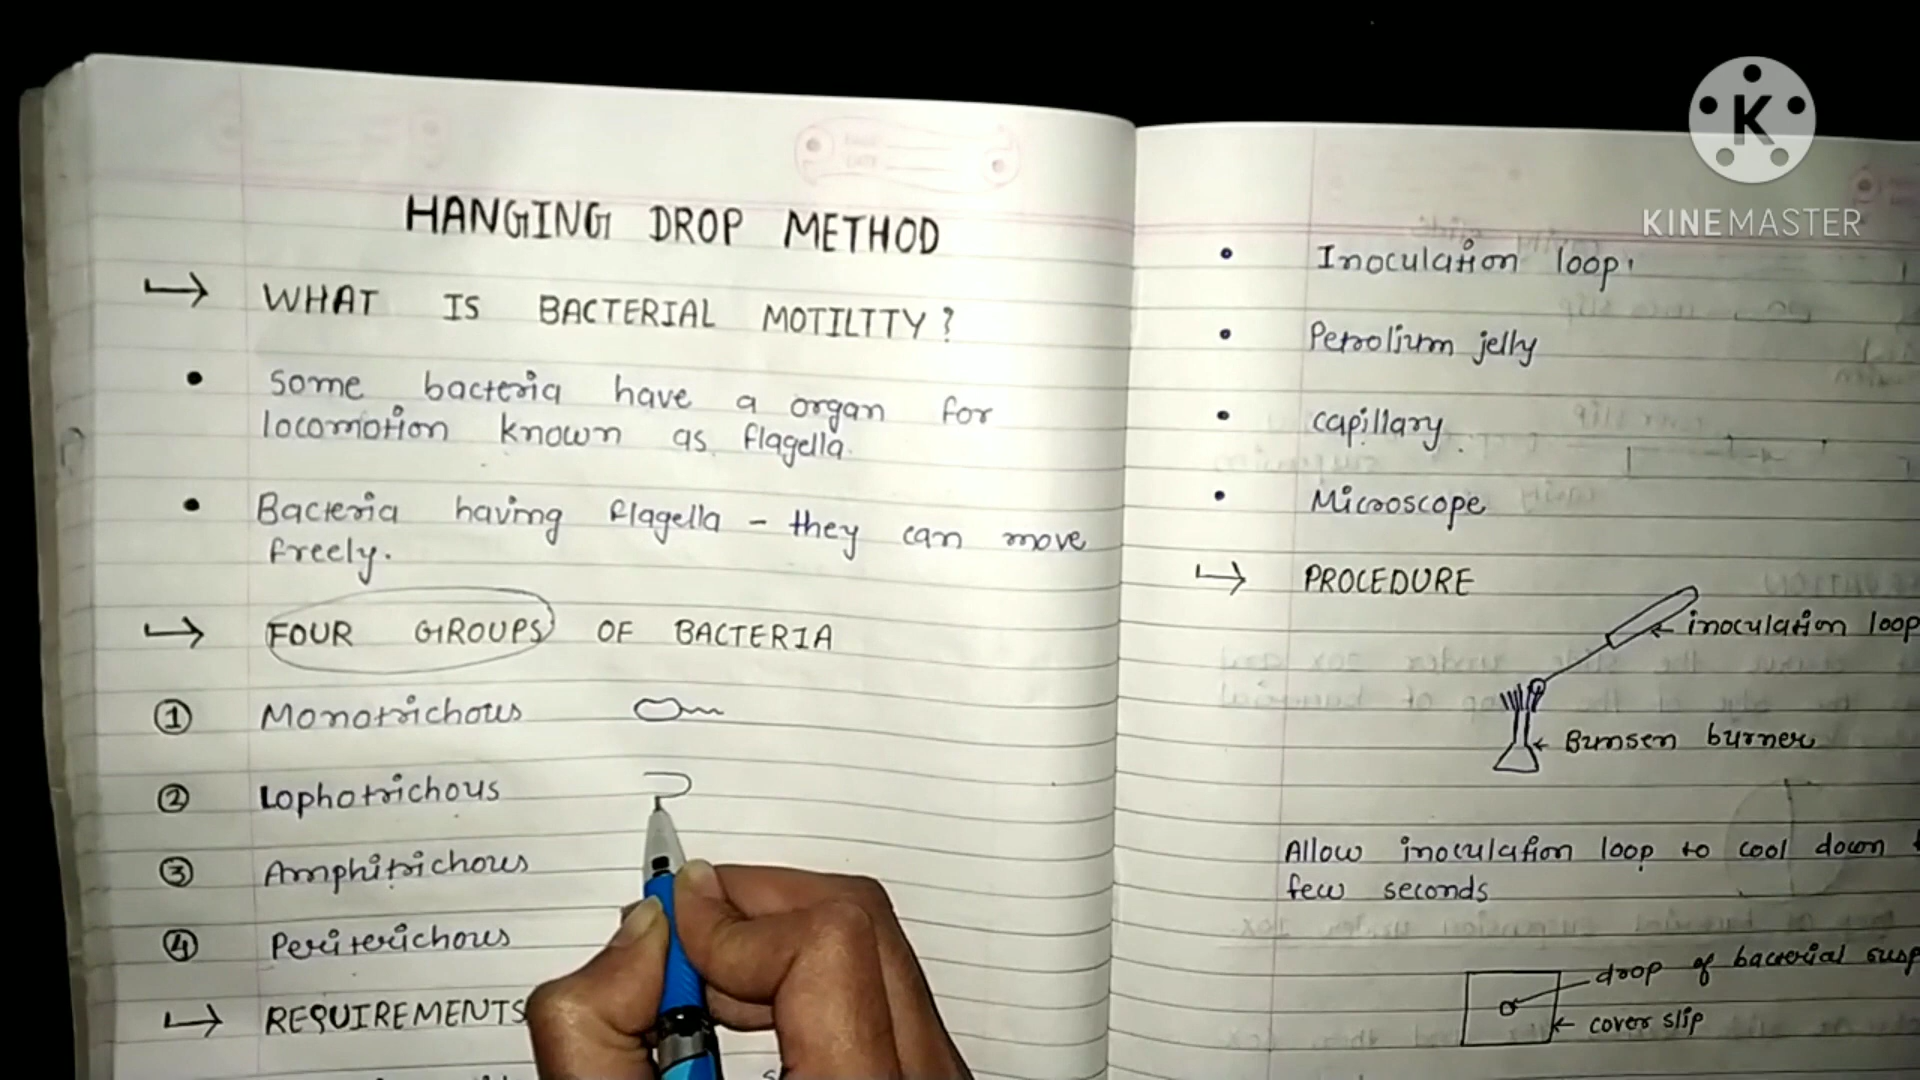 HANGING DROP METHOD
WHAT IS BACTERIAL MOTILTTY?
Some bacteria have a organ for
locomotion known as flagella.
Bacteria having flagella - they can move
freely.
FOUR GROUPS OF BACTERIA
① Monotrichous
② Lophotrichous
③ Amphitrichous
④ Periterichous
REQUIREMENTS
Inoculation loop.
Petrolium jelly
capillary.
Microscope
PROCEDURE
inoculation loop
Bunsen burner
Allow inoculation loop to cool down
few seconds
drop of bacterial susp
cover slip
K
KINEMASTER